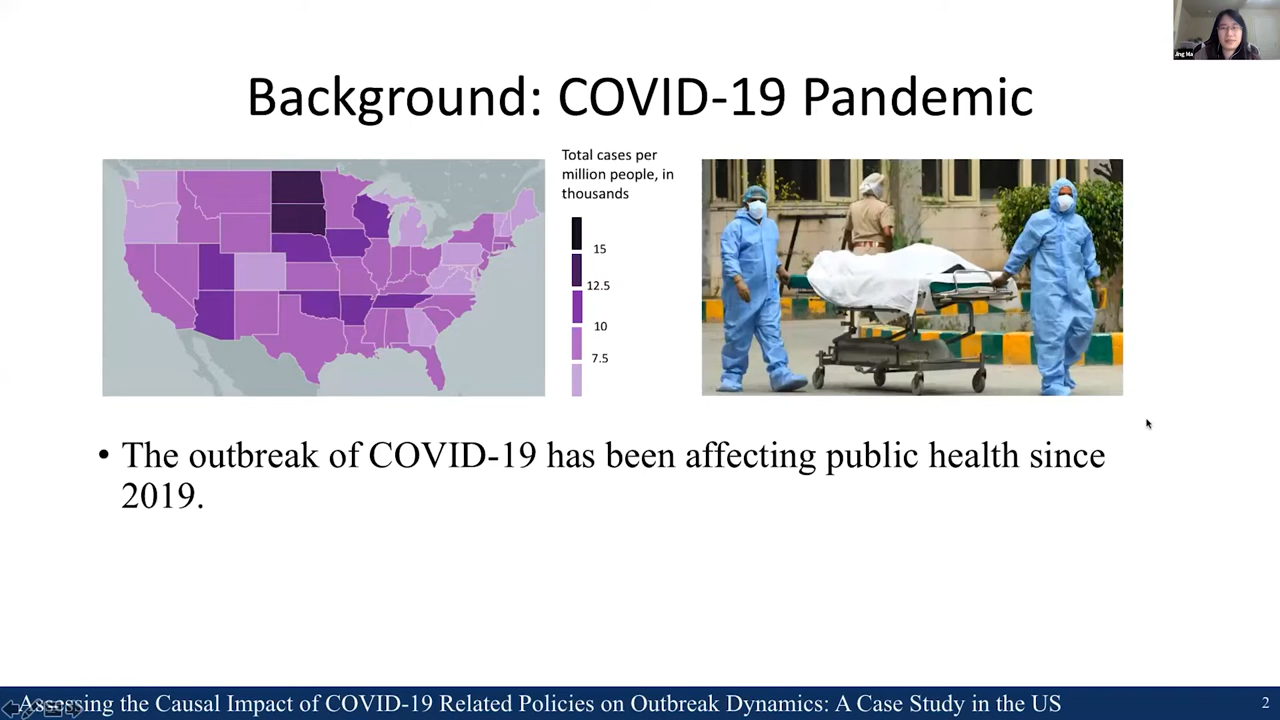 Jing Ma
Background: COVID-19 Pandemic
Total cases per
million people, in
thousands
15
12.5
10
7.5
• The outbreak of COVID-19 has been affecting public health since
2019.
Assessing the Causal Impact of COVID-19 Related Policies on Outbreak Dynamics: A Case Study in the US
2